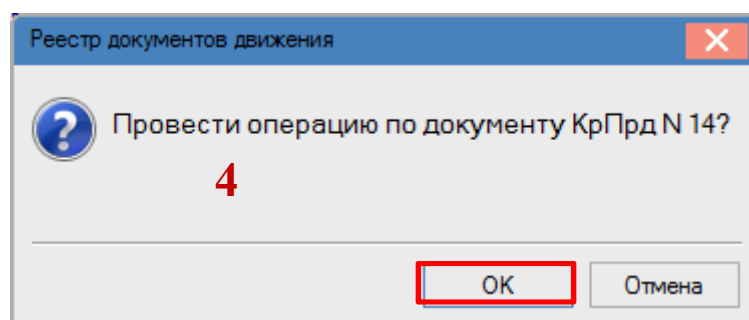 Реестр документов движения
Провести операцию по документу КрПрд N 14?
4
OK
Отмена